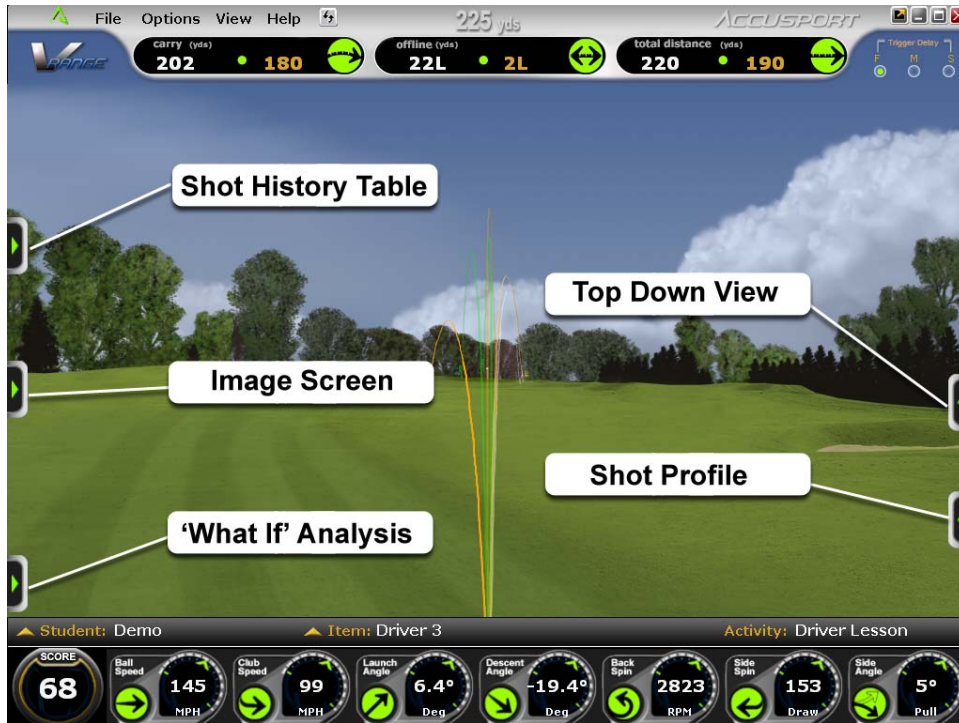 File Options View Help
225 yds
ACCUSPORT
V RANGE
carry (yds)
202 • 180
offline (yds)
22L • 2L
total distance (yds)
220 • 190
Trigger Delay
F M S
Shot History Table
Top Down View
Image Screen
Shot Profile
‘What If’ Analysis
Student: Demo
Item: Driver 3
Activity: Driver Lesson
SCORE
68
Ball
Speed
145
MPH
Club
Speed
99
MPH
Launch
Angle
6.4°
Deg
Descent
Angle
-19.4°
Deg
Back
Spin
2823
RPM
Side
Spin
153
Draw
Side
Angle
5°
Pull